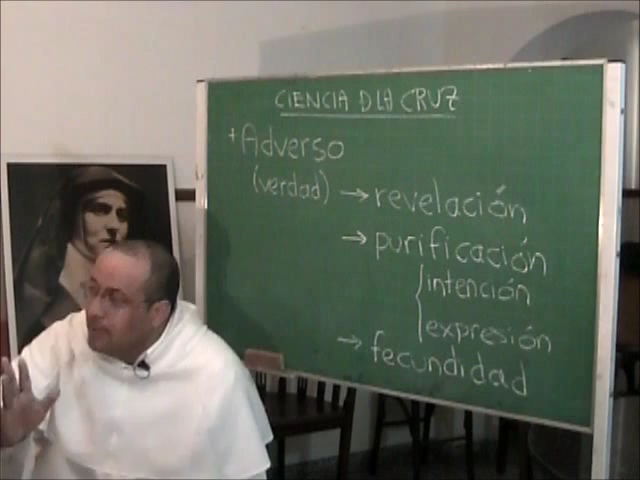 CIENCIA DLA CRUZ
+ Adverso
(verdad) → revelación
→ purificación
intención
expresión
→ fecundidad